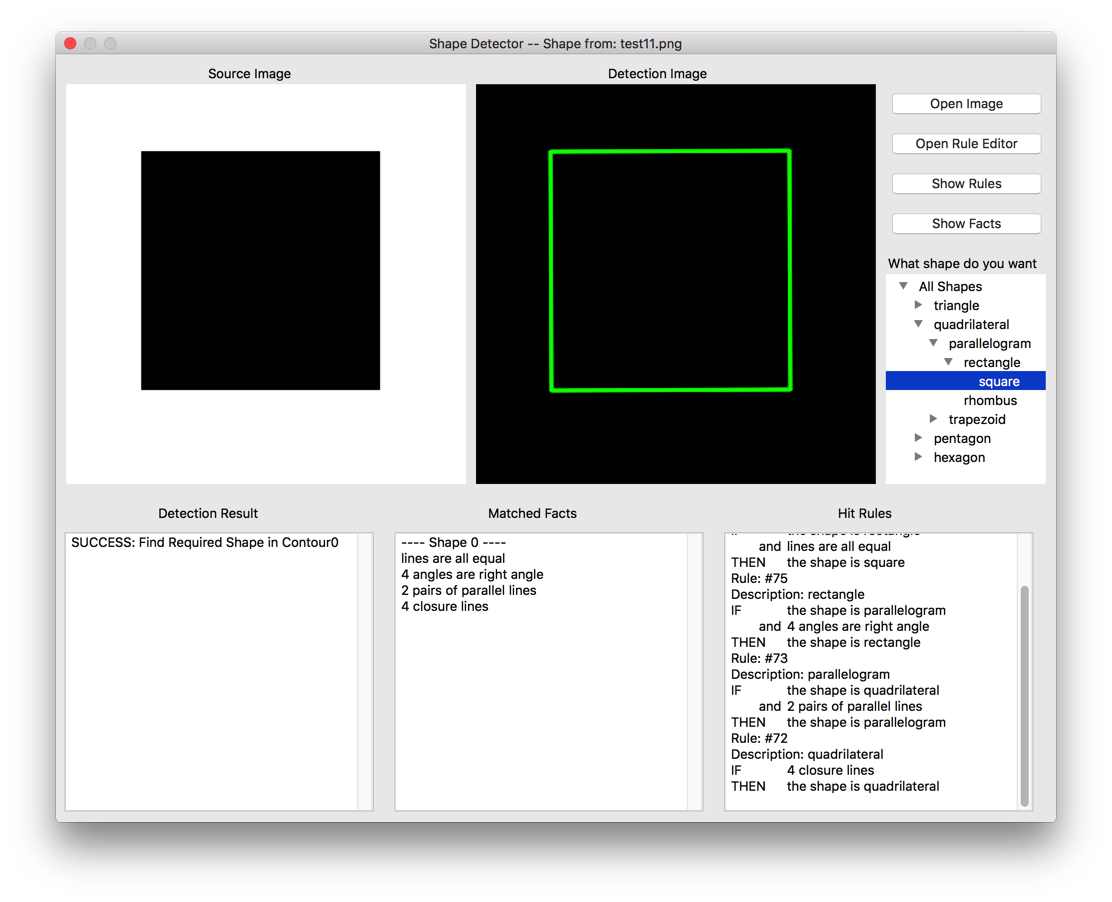 Shape Detector -- Shape from: test11.png
Source Image
Detection Image
Open Image
Open Rule Editor
Show Rules
Show Facts
What shape do you want
All Shapes
triangle
quadrilateral
parallelogram
rectangle
square
rhombus
trapezoid
pentagon
hexagon
Detection Result
SUCCESS: Find Required Shape in Contour0
Matched Facts
---- Shape 0 ----
lines are all equal
4 angles are right angle
2 pairs of parallel lines
4 closure lines
Hit Rules
IF the shape is rectangle
and lines are all equal
THEN the shape is square
Rule: #75
Description: rectangle
IF the shape is parallelogram
and 4 angles are right angle
THEN the shape is rectangle
Rule: #73
Description: parallelogram
IF the shape is quadrilateral
and 2 pairs of parallel lines
THEN the shape is parallelogram
Rule: #72
Description: quadrilateral
IF 4 closure lines
THEN the shape is quadrilateral